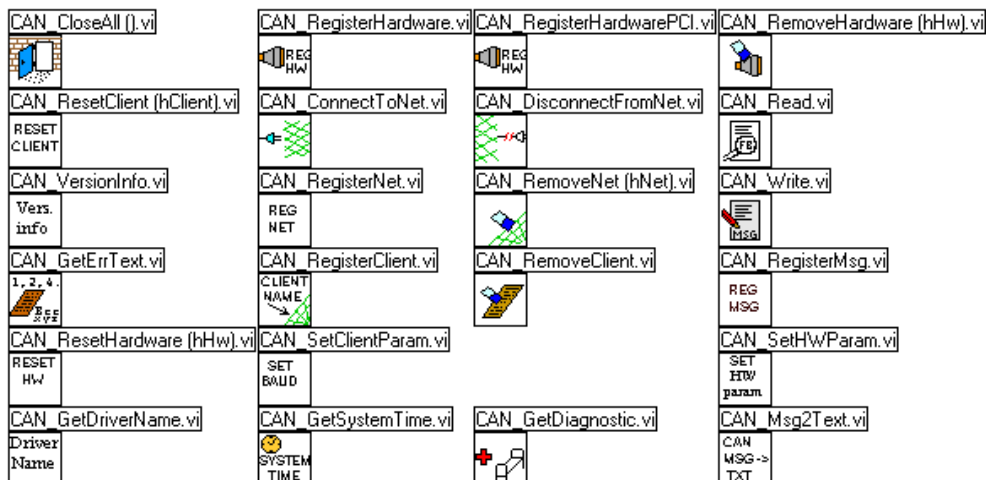 CAN_CloseAll ().vi
CAN_RegisterHardware.vi
CAN_RegisterHardwarePCI.vi
CAN_RemoveHardware (hHw).vi
REG
HW
REG
HW
CAN_ResetClient (hClient).vi
CAN_ConnectToNet.vi
CAN_DisconnectFromNet.vi
CAN_Read.vi
RESET
CLIENT
CAN_VersionInfo.vi
CAN_RegisterNet.vi
CAN_RemoveNet (hNet).vi
CAN_Write.vi
Vers.
info
REG
NET
MSG
CAN_GetErrText.vi
CAN_RegisterClient.vi
CAN_RemoveClient.vi
CAN_RegisterMsg.vi
1,2,4.
CLIENT
NAME
REG
MSG
CAN_ResetHardware (hHw).vi
CAN_SetClientParam.vi
CAN_SetHWParam.vi
RESET
HW
SET
BAUD
SET
HW
param
CAN_GetDriverName.vi
CAN_GetSystemTime.vi
CAN_GetDiagnostic.vi
CAN_Msg2Text.vi
Driver
Name
SYSTEM
TIME
CAN
MSG->
TXT